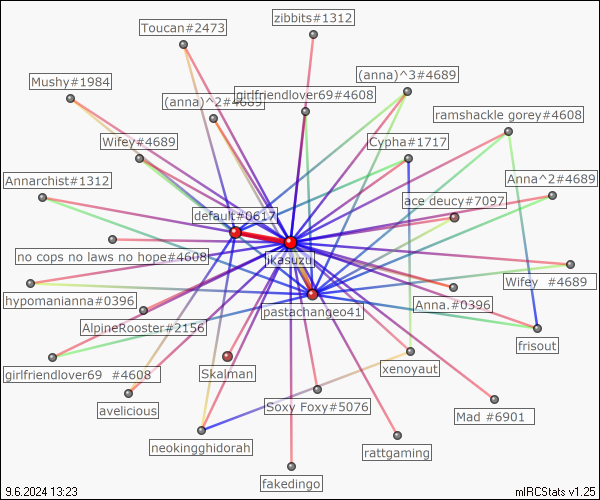 zibbits#1312
Toucan#2473
(anna)^3#4689
Mushy#1984
(anna)^2#4689
girlfriendlover69#4608
ramshackle gorey#4608
Wifey#4689
Cypha#1717
Annarchist#1312
Anna^2#4689
ace deucy#7097
default#0617
no cops no laws no hope#4608
jikasuzu
Wifey_#4689
hypomanianna#0396
Anna.#0396
pastachangeo41
AlpineRooster#2156
frisout
girlfriendlover69_#4608
Skalman
xenoyaut
avelicious
Soxy Foxy#5076
Mad #6901
neokingghidorah
rattgaming
fakedingo
9.6.2024 13:23
mIRCStats v1.25